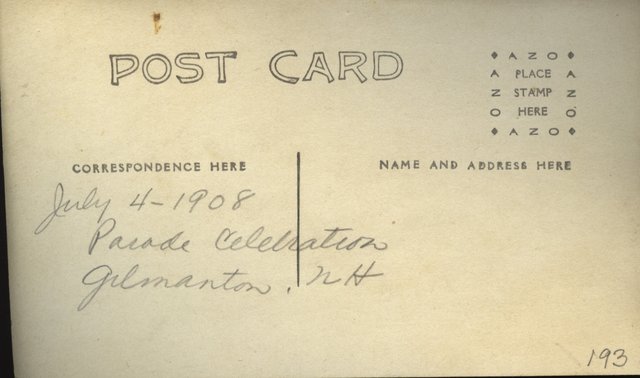 POST CARD
AZO
A PLACE A
Z STAMP Z
O HERE O
AZO
CORRESPONDENCE HERE
NAME AND ADDRESS HERE
July 4-1908
Parade Celebration
Gilmanton, NH
193